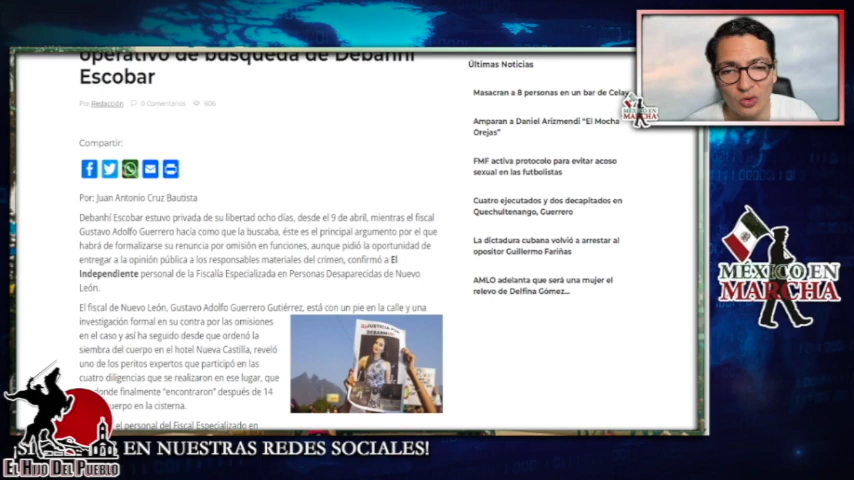 operativo de búsqueda de Debanhi
Escobar
Por Redacción 0 Comentarios 606
Compartir:
Por: Juan Antonio Cruz Bautista
Debanhi Escobar estuvo privada de su libertad ocho días, desde el 9 de abril, mientras el fiscal
Gustavo Adolfo Guerrero hacía como que la buscaba, éste es el principal argumento por el que
habrá de formalizarse su renuncia por omisión en funciones, aunque pidió la oportunidad de
entregar a la opinión pública a los responsables materiales del crimen, confirmó a El
Independiente personal de la Fiscalía Especializada en Personas Desaparecidas de Nuevo
León.
El fiscal de Nuevo León, Gustavo Adolfo Guerrero Gutiérrez, está con un pie en la calle y una
investigación formal en su contra por las omisiones
en el caso y así ha seguido desde que ordenó la
siembra del cuerpo en el hotel Nueva Castilla, reveló
uno de los peritos expertos que participó en las
cuatro diligencias que se realizaron en ese lugar, que
donde finalmente "encontraron" después de 14
cuerpo en la cisterna.
el personal del Fiscal Especializado en
JUSTICIA
Últimas Noticias
Masacran a 8 personas en un bar de Celay
Amparan a Daniel Arizmendi "El Mocha
Orejas"
FMF activa protocolo para evitar acoso
sexual en las futbolistas
Cuatro ejecutados y dos decapitados en
Quechultenango, Guerrero
La dictadura cubana volvió a arrestar al
opositor Guillermo Fariñas
AMLO adelanta que será una mujer el
relevo de Delfina Gómez...
MÉXICO EN
MARCHA
MÉXICO EN
MARCHA
EN NUESTRAS REDES SOCIALES!
EL HIJO DEL PUEBLO